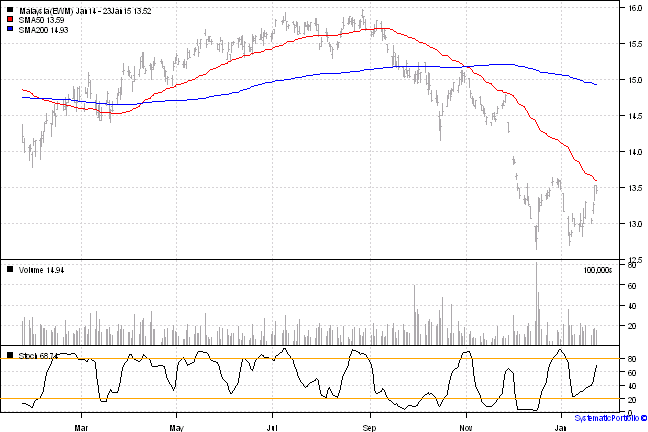 Malaysia(EWM) Jan14 - 23Jan15 13.52
SMA50 13.59
SMA200 14.93
16.0
15.5
15.0
14.5
14.0
13.5
13.0
12.5
Volume 14.94
100,000s
80
60
40
20
Stoch 68.74
80
60
40
20
0
Mar May Jul Sep Nov Jan
SystematicPortfolio ©